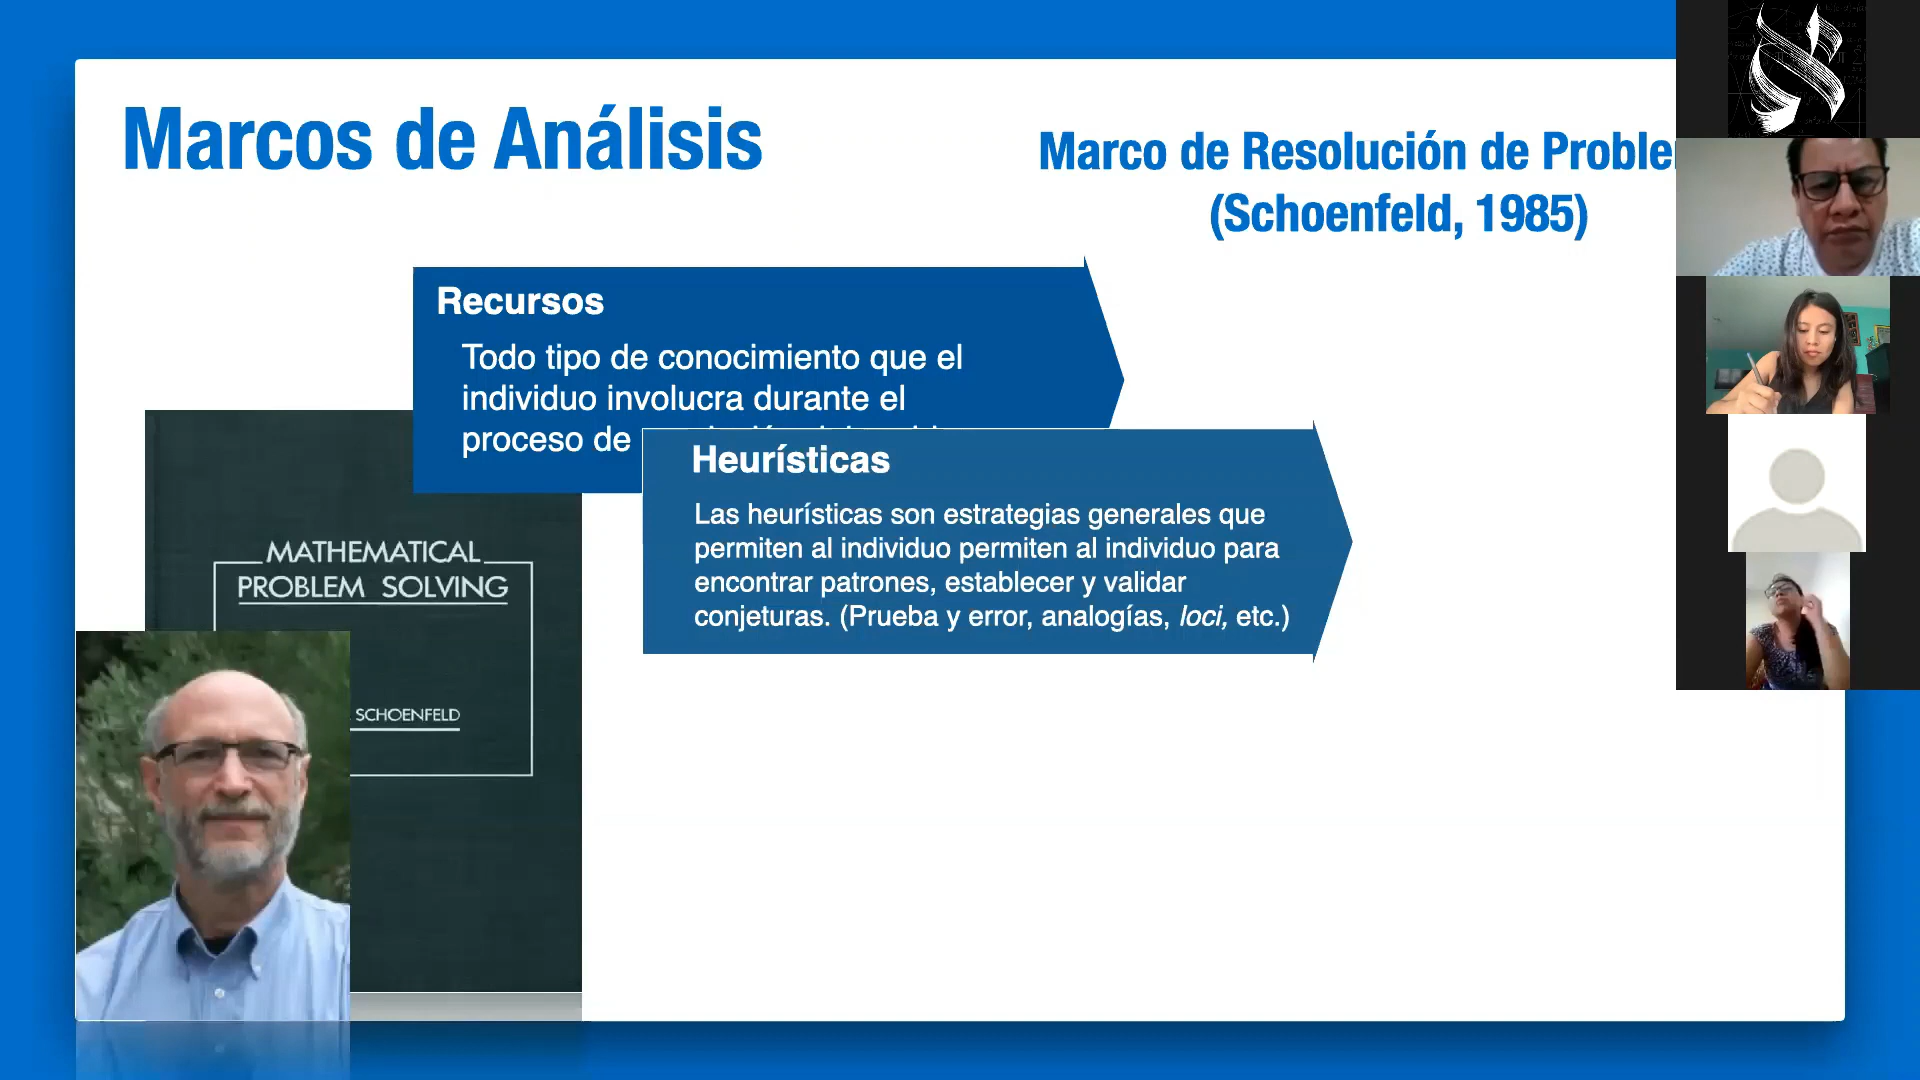 Marcos de Análisis
Marco de Resolución de
(Schoenfeld, 1985)
Recursos
Todo tipo de conocimiento que el
individuo involucra durante el
proceso de
Heurísticas
Las heurísticas son estrategias generales que
permiten al individuo permiten al individuo para
encontrar patrones, establecer y validar
conjeturas. (Prueba y error, analogías, loci, etc.)
MATHEMATICAL
PROBLEM SOLVING
SCHOENFELD